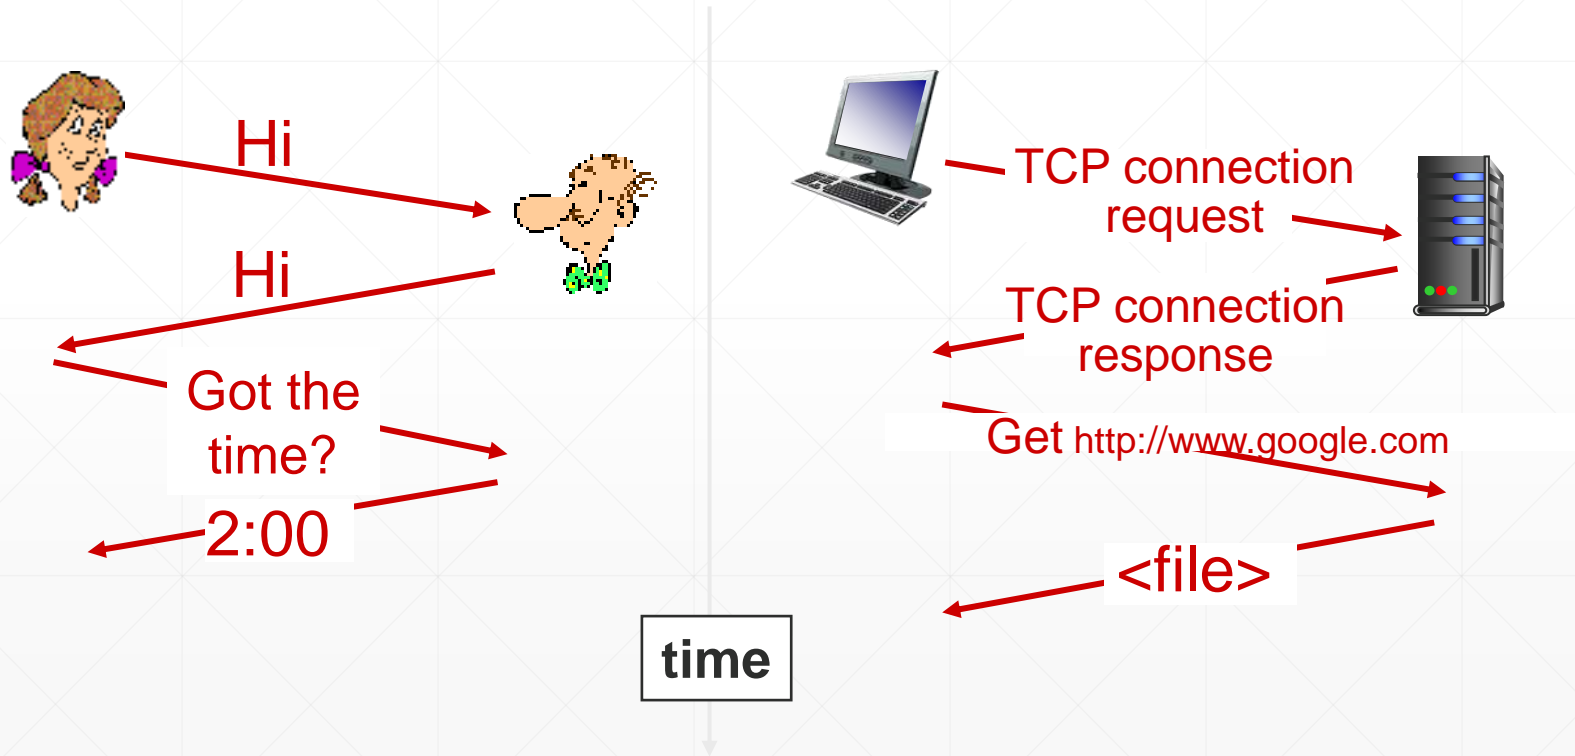 Hi
Hi
Got the
time?
2:00
TCP connection
request
TCP connection
response
Get http://www.google.com
<file>
time